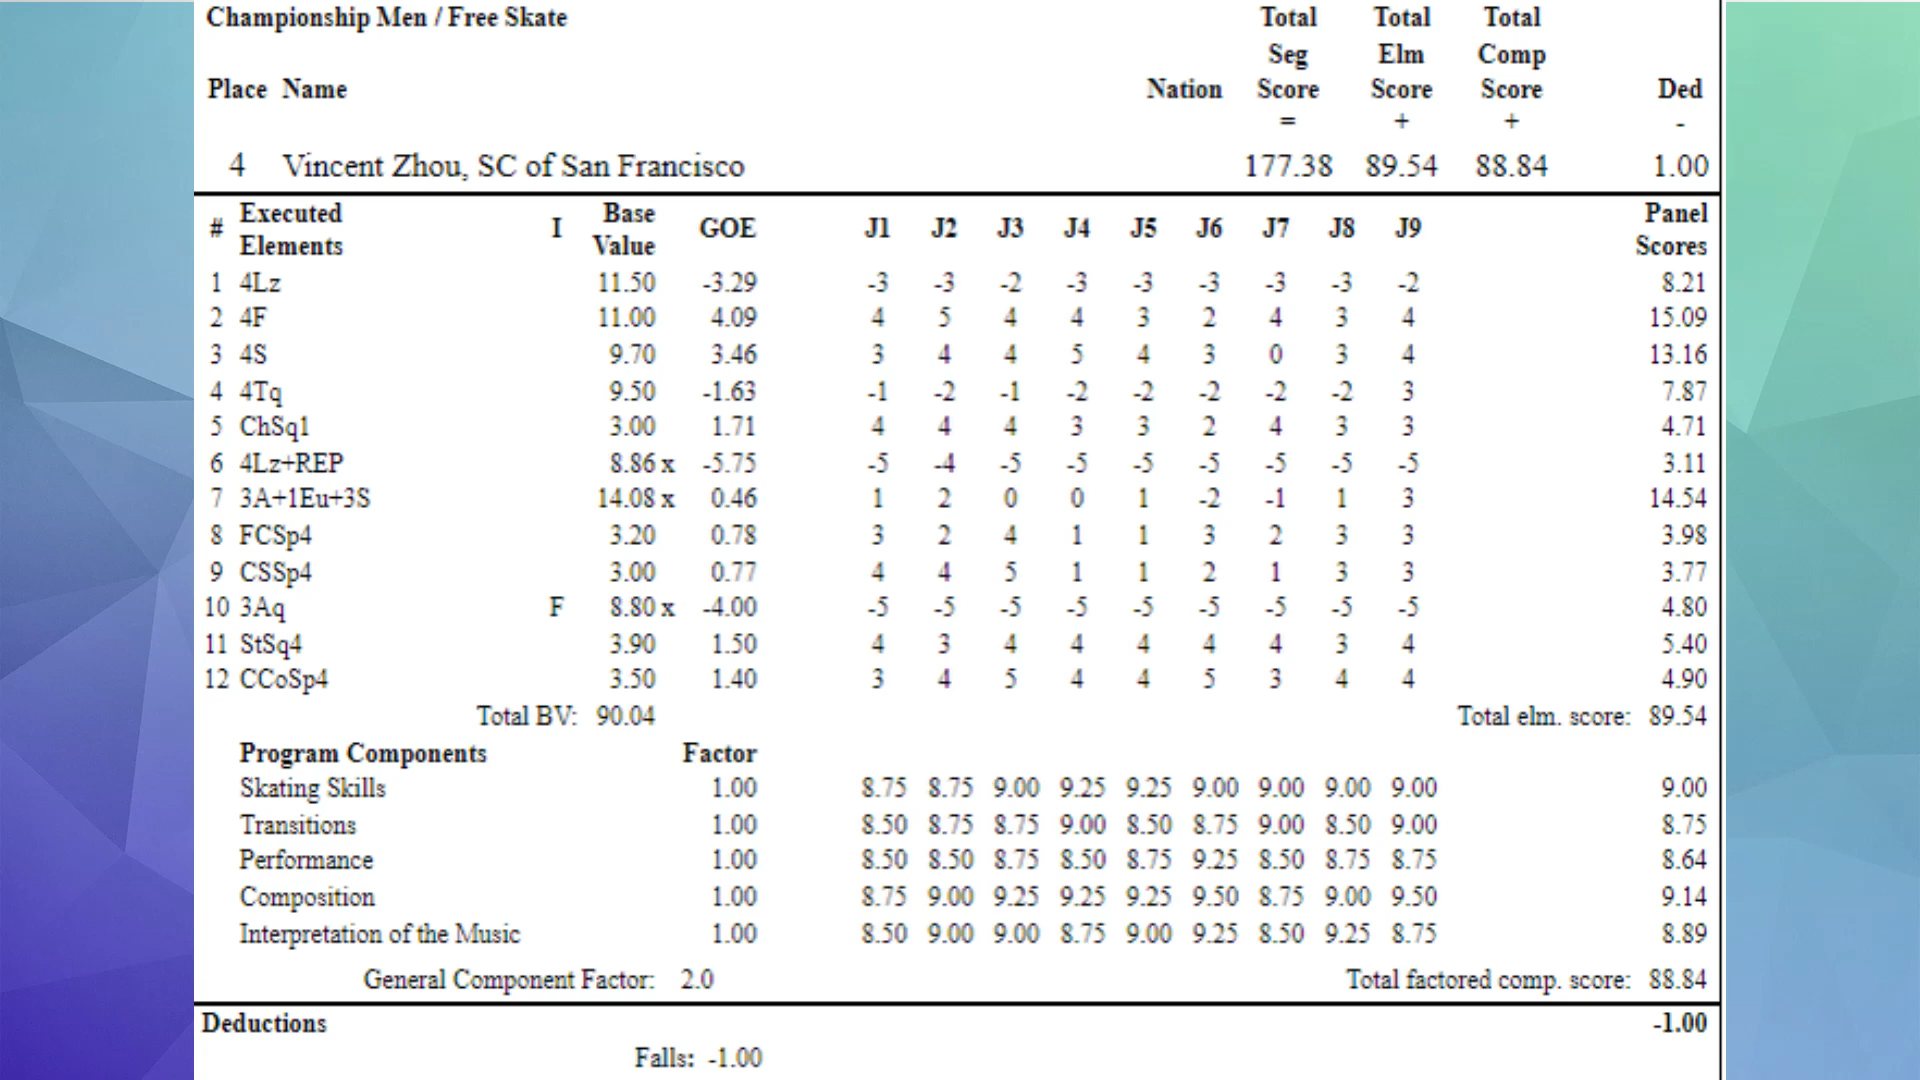 Championship Men / Free Skate Total Total Total
Seg Elm Comp
Place Name Nation Score Score Score Ded
= + + -
4 Vincent Zhou, SC of San Francisco 177.38 89.54 88.84 1.00
# Executed Elements I Base Value GOE J1 J2 J3 J4 J5 J6 J7 J8 J9 Panel Scores
1 4Lz 11.50 -3.29 -3 -3 -2 -3 -3 -3 -3 -3 -2 8.21
2 4F 11.00 4.09 4 5 4 4 3 2 4 3 4 15.09
3 4S 9.70 3.46 3 4 4 5 4 3 0 3 4 13.16
4 4Tq 9.50 -1.63 -1 -2 -1 -2 -2 -2 -2 -2 3 7.87
5 ChSq1 3.00 1.71 4 4 4 3 3 2 4 3 3 4.71
6 4Lz+REP 8.86 x -5.75 -5 -4 -5 -5 -5 -5 -5 -5 -5 3.11
7 3A+1Eu+3S 14.08 x 0.46 1 2 0 0 1 -2 -1 1 3 14.54
8 FCSp4 3.20 0.78 3 2 4 1 1 3 2 3 3 3.98
9 CSSp4 3.00 0.77 4 4 5 1 1 2 1 3 3 3.77
10 3Aq F 8.80 x -4.00 -5 -5 -5 -5 -5 -5 -5 -5 -5 4.80
11 StSq4 3.90 1.50 4 3 4 4 4 4 4 3 4 5.40
12 CCoSp4 3.50 1.40 3 4 5 4 4 5 3 4 4 4.90
Total BV: 90.04 Total elm. score: 89.54
Program Components Factor
Skating Skills 1.00 8.75 8.75 9.00 9.25 9.25 9.00 9.00 9.00 9.00 9.00
Transitions 1.00 8.50 8.75 8.75 9.00 8.50 8.75 9.00 8.50 9.00 8.75
Performance 1.00 8.50 8.50 8.75 8.50 8.75 9.25 8.50 8.75 8.75 8.64
Composition 1.00 8.75 9.00 9.25 9.25 9.25 9.50 8.75 9.00 9.50 9.14
Interpretation of the Music 1.00 8.50 9.00 9.00 8.75 9.00 9.25 8.50 9.25 8.75 8.89
General Component Factor: 2.0 Total factored comp. score: 88.84
Deductions -1.00
Falls: -1.00